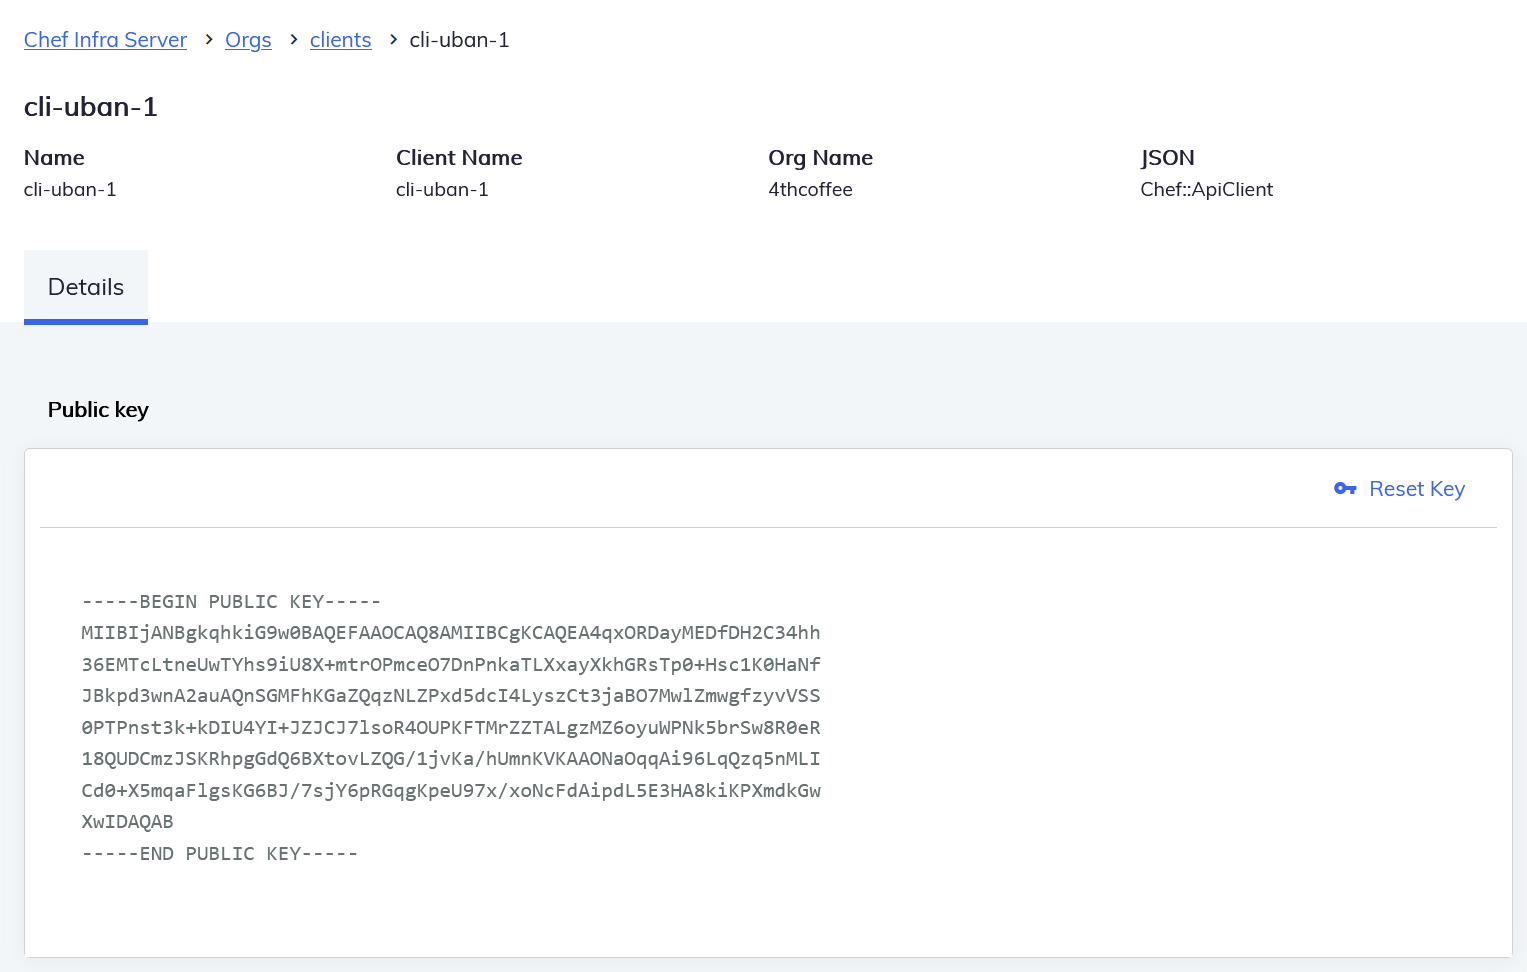 Chef Infra Server > Orgs > clients > cli-uban-1
cli-uban-1
Name Client Name Org Name JSON
cli-uban-1 cli-uban-1 4thcoffee Chef::ApiClient
Details
Public key
Reset Key
-----BEGIN PUBLIC KEY-----
MIIBIjANBgkqhkiG9w0BAQEFAAOCAQ8AMIIBCgKCAQEA4qxORDayMEDfDH2C34hh
36EMTcLtneUwTYhs9iU8X+mtrOPmceO7DnPnkaTLXxayXkhGRsTp0+Hsc1K0HaNf
JBkpd3wnA2auAQnSGMFhKGaZQqzNLZPxd5dcI4LyszCt3jaBO7MwlZmwgfzyvVSS
0PTPnst3k+kDIU4YI+JZJCJ7lsoR4OUPKFTMrZZTALgzMZ6oyuWPNk5brSw8R0eR
18QUDCmzJSKRhpgGdQ6BXtovLZQG/1jvKa/hUmnKVKAAONaOqqAi96LqQzq5nMLI
Cd0+X5mqaFlgsKG6BJ/7sjY6pRGqgKpeU97x/xoNcFdAipdL5E3HA8kiKPXmdkGw
XwIDAQAB
-----END PUBLIC KEY-----